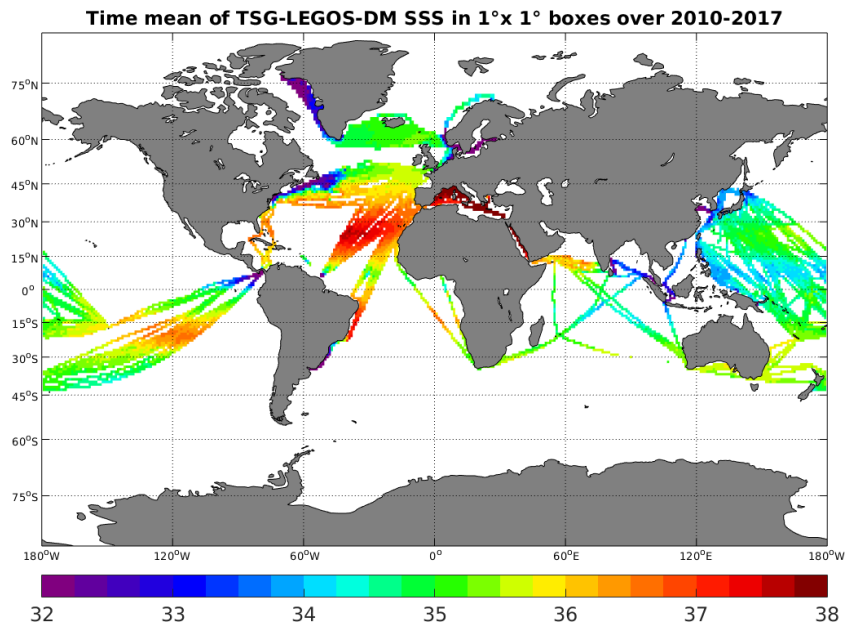 Time mean of TSG-LEGOS-DM SSS in 1°x 1° boxes over 2010-2017
75°N
60°N
45°N
30°N
15°N
0°
15°S
30°S
45°S
60°S
75°S
180°W 120°W 60°W 0° 60°E 120°E 180°W
32 33 34 35 36 37 38